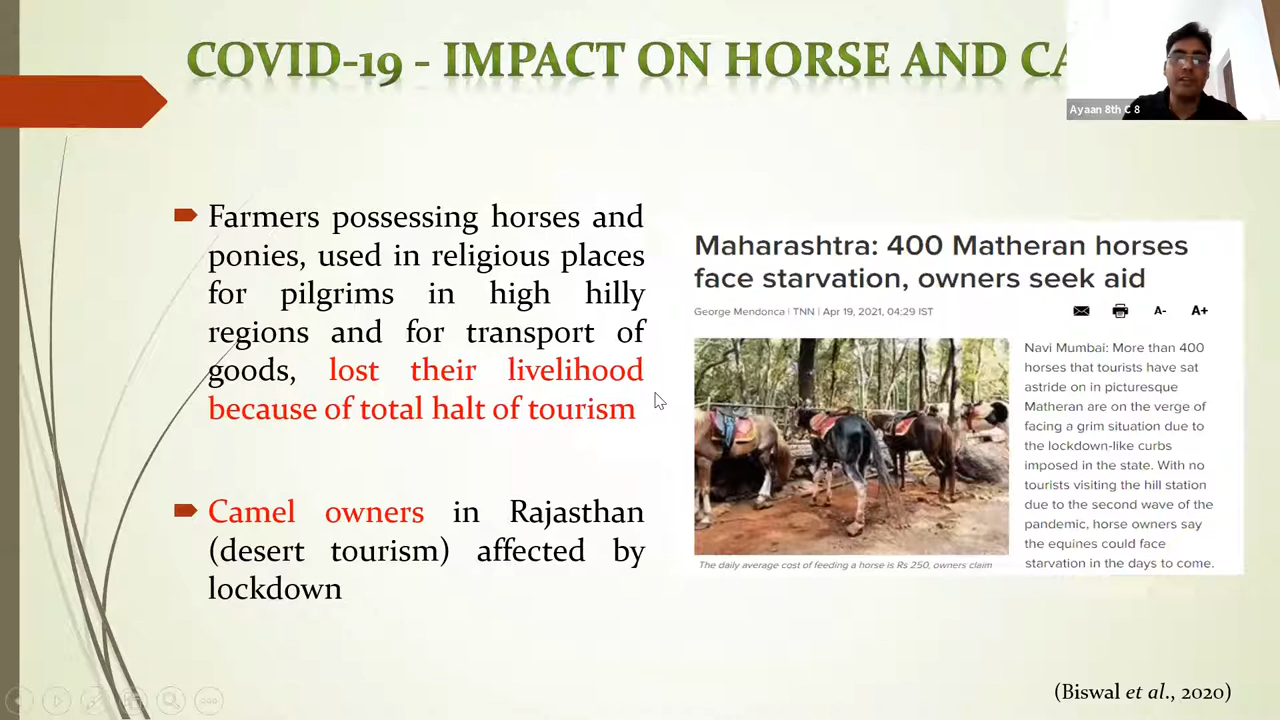 COVID-19 - IMPACT ON HORSE AND CA
Ayaan 8th C 8
Farmers possessing horses and
ponies, used in religious places
for pilgrims in high hilly
regions and for transport of
goods, lost their livelihood
because of total halt of tourism
Camel owners in Rajasthan
(desert tourism) affected by
lockdown
Maharashtra: 400 Matheran horses
face starvation, owners seek aid
George Mendonca | TNN | Apr 19, 2021, 04:29 IST
A- A+
Navi Mumbai: More than 400
horses that tourists have sat
astride on in picturesque
Matheran are on the verge of
facing a grim situation due to
the lockdown-like curbs
imposed in the state. With no
tourists visiting the hill station
due to the second wave of the
pandemic, horse owners say
the equines could face
starvation in the days to come.
The daily average cost of feeding a horse is Rs 250, owners claim
(Biswal et al., 2020)